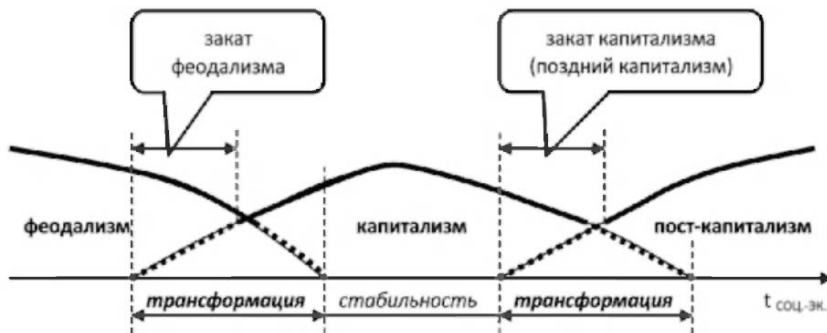 закат
феодализма
закат капитализма
(поздний капитализм)
феодализм
капитализм
пост-капитализм
трансформация
стабильность
трансформация
t соц.-эк.